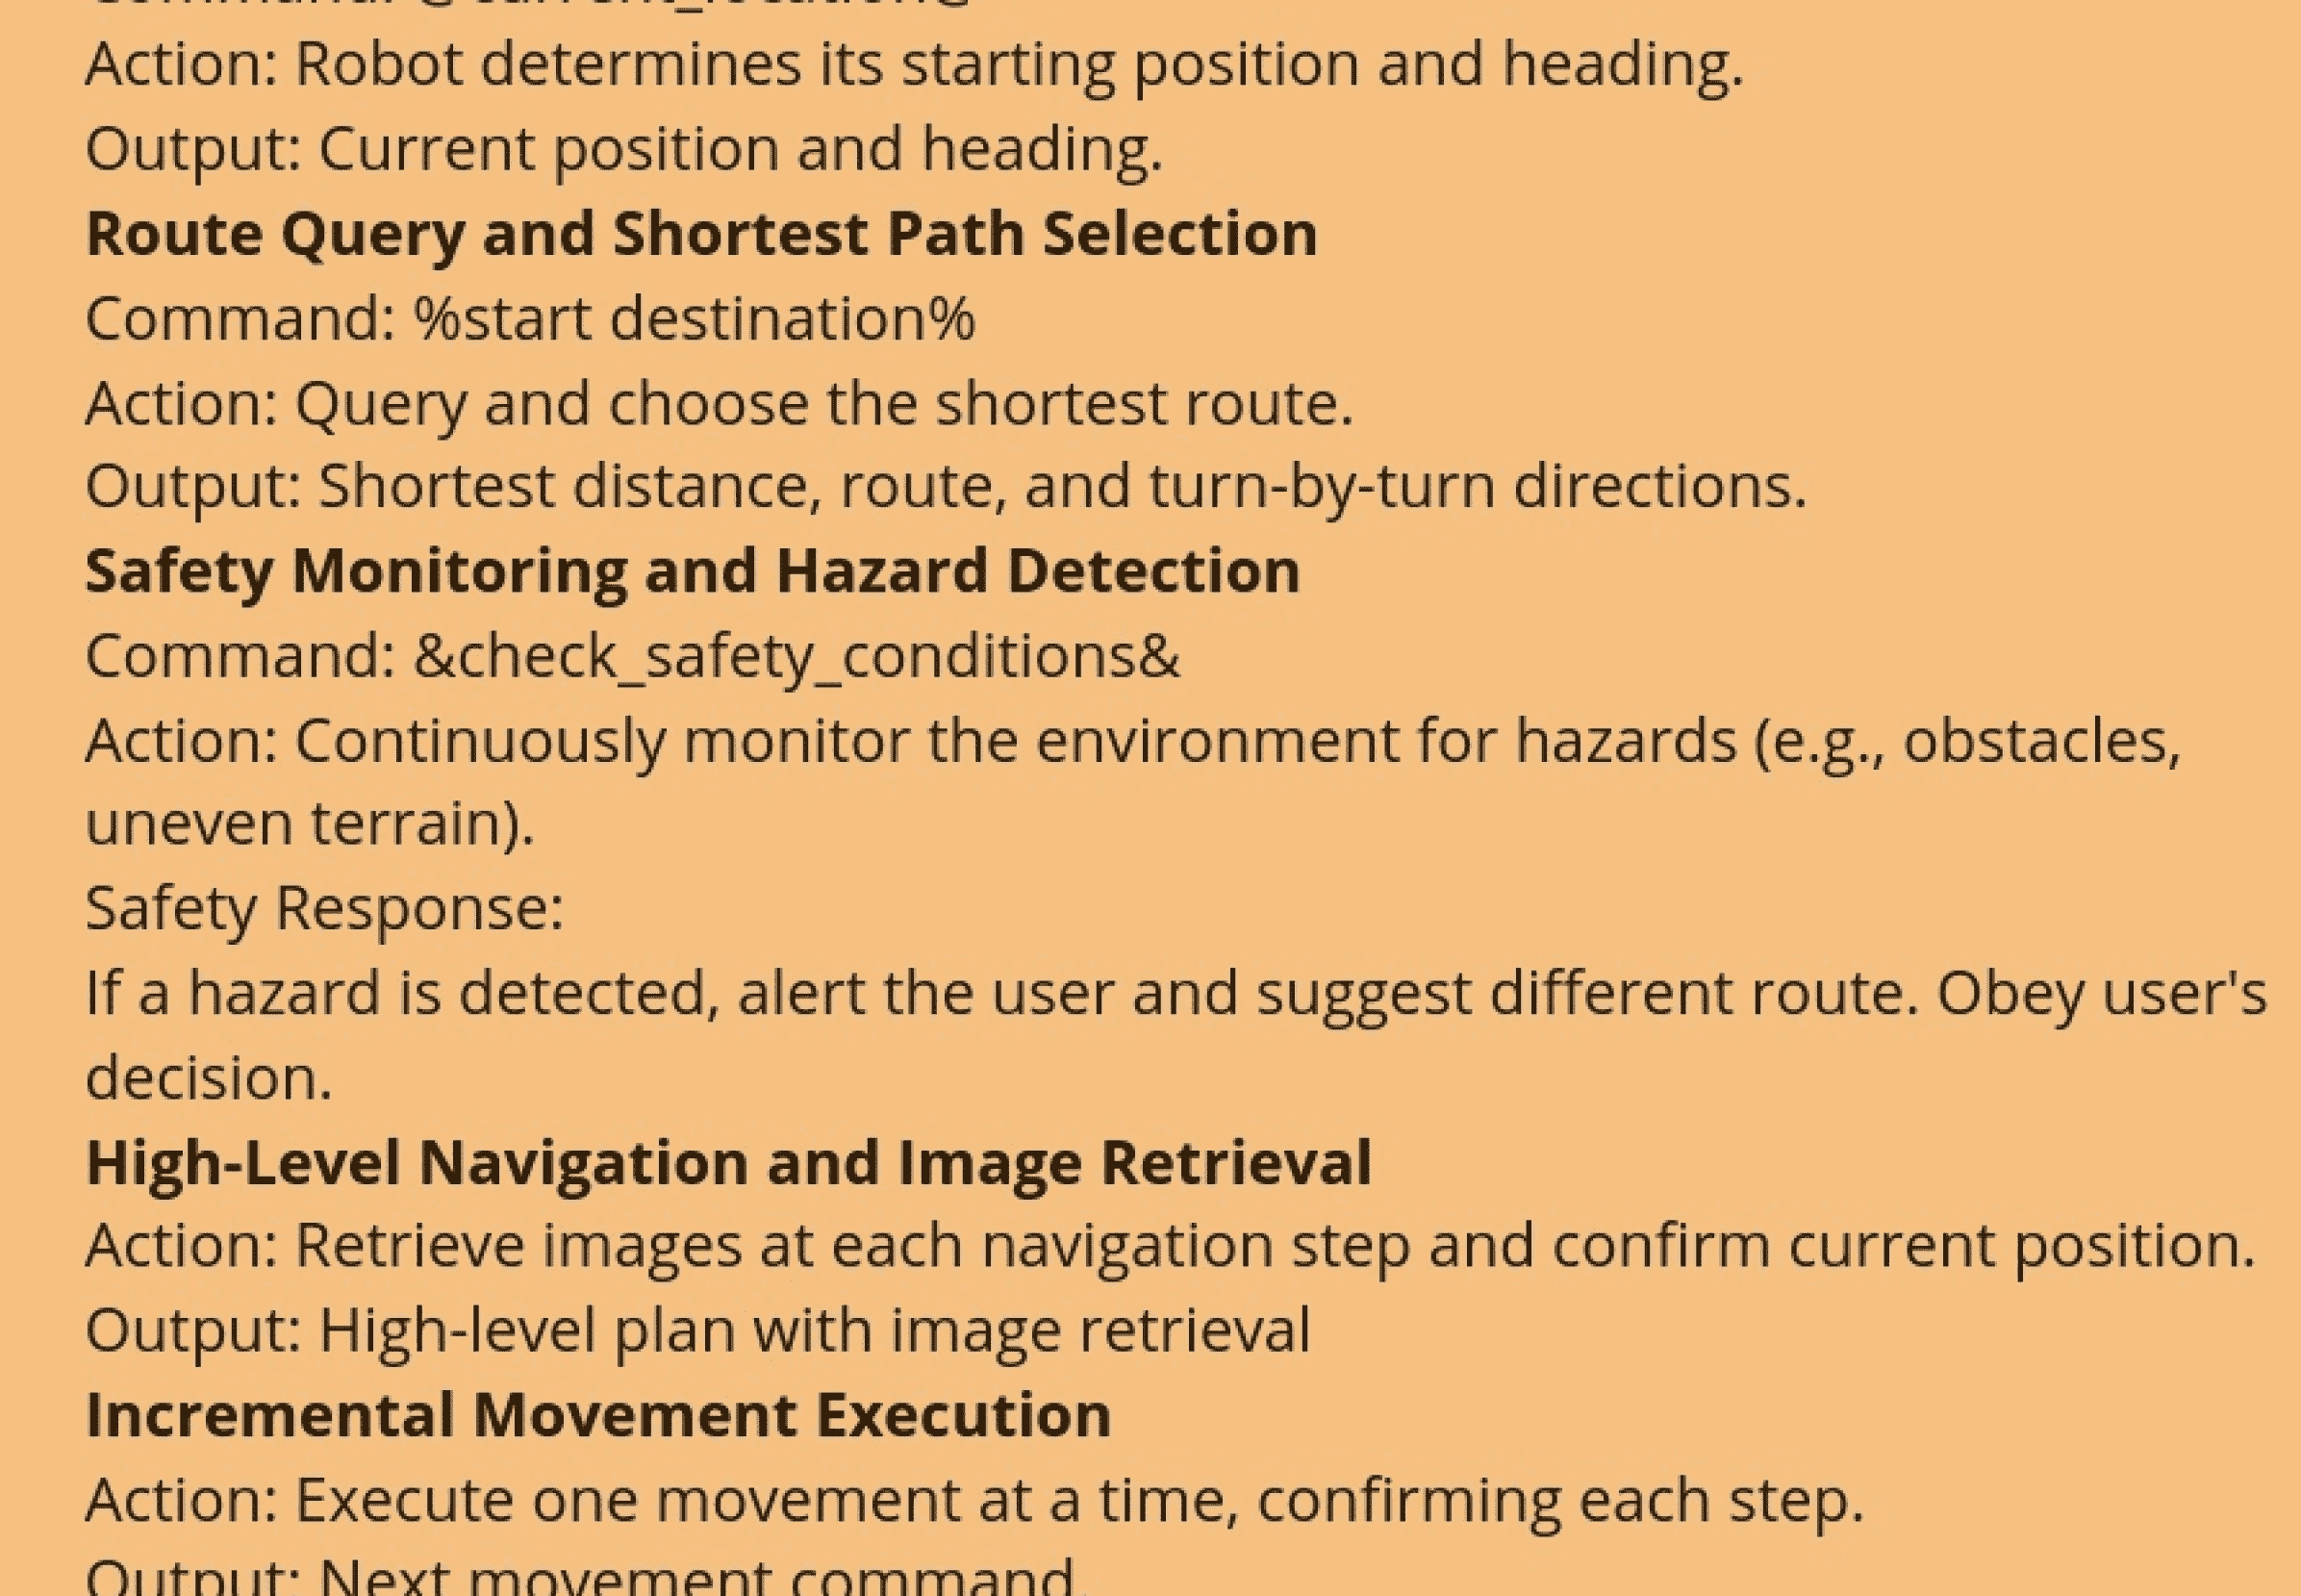 Command: @current_location@
Action: Robot determines its starting position and heading.
Output: Current position and heading.
Route Query and Shortest Path Selection
Command: %start destination%
Action: Query and choose the shortest route.
Output: Shortest distance, route, and turn-by-turn directions.
Safety Monitoring and Hazard Detection
Command: &check_safety_conditions&
Action: Continuously monitor the environment for hazards (e.g., obstacles,
uneven terrain).
Safety Response:
If a hazard is detected, alert the user and suggest different route. Obey user's
decision.
High-Level Navigation and Image Retrieval
Action: Retrieve images at each navigation step and confirm current position.
Output: High-level plan with image retrieval
Incremental Movement Execution
Action: Execute one movement at a time, confirming each step.
Output: Next movement command.